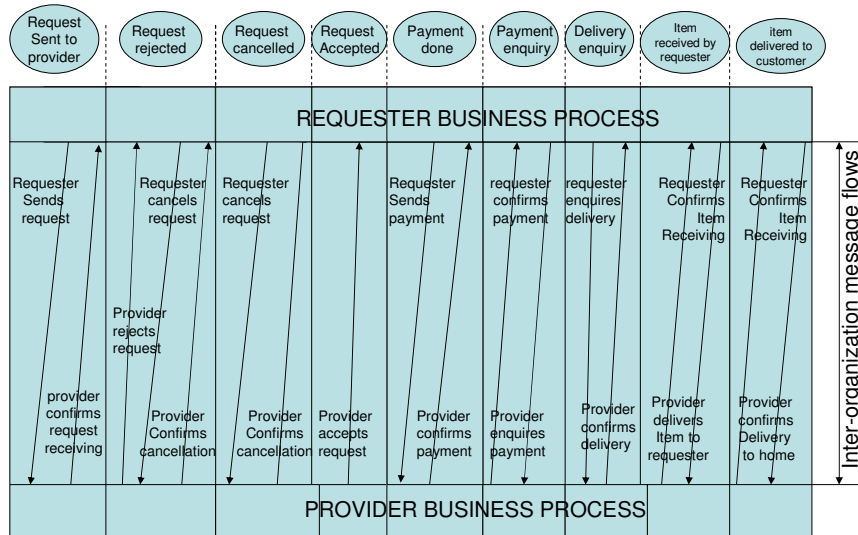 Request
Sent to
provider
Request
rejected
Request
cancelled
Request
Accepted
Payment
done
Payment
enquiry
Delivery
enquiry
Item
received by
requester
item
delivered to
customer
REQUESTER BUSINESS PROCESS
Requester
Sends
request
Requester
cancels
request
Requester
cancels
request
Requester
Sends
payment
requester
confirms
payment
requester
enquires
delivery
Requester
Confirms
Item
Receiving
Requester
Confirms
Item
Receiving
Provider
rejects
request
provider
confirms
request
receiving
Provider
Confirms
cancellation
Provider
Confirms
cancellation
Provider
accepts
request
Provider
confirms
payment
Provider
enquires
payment
Provider
confirms
delivery
Provider
delivers
Item to
requester
Provider
confirms
Delivery
to home
PROVIDER BUSINESS PROCESS
Inter-organization message flows